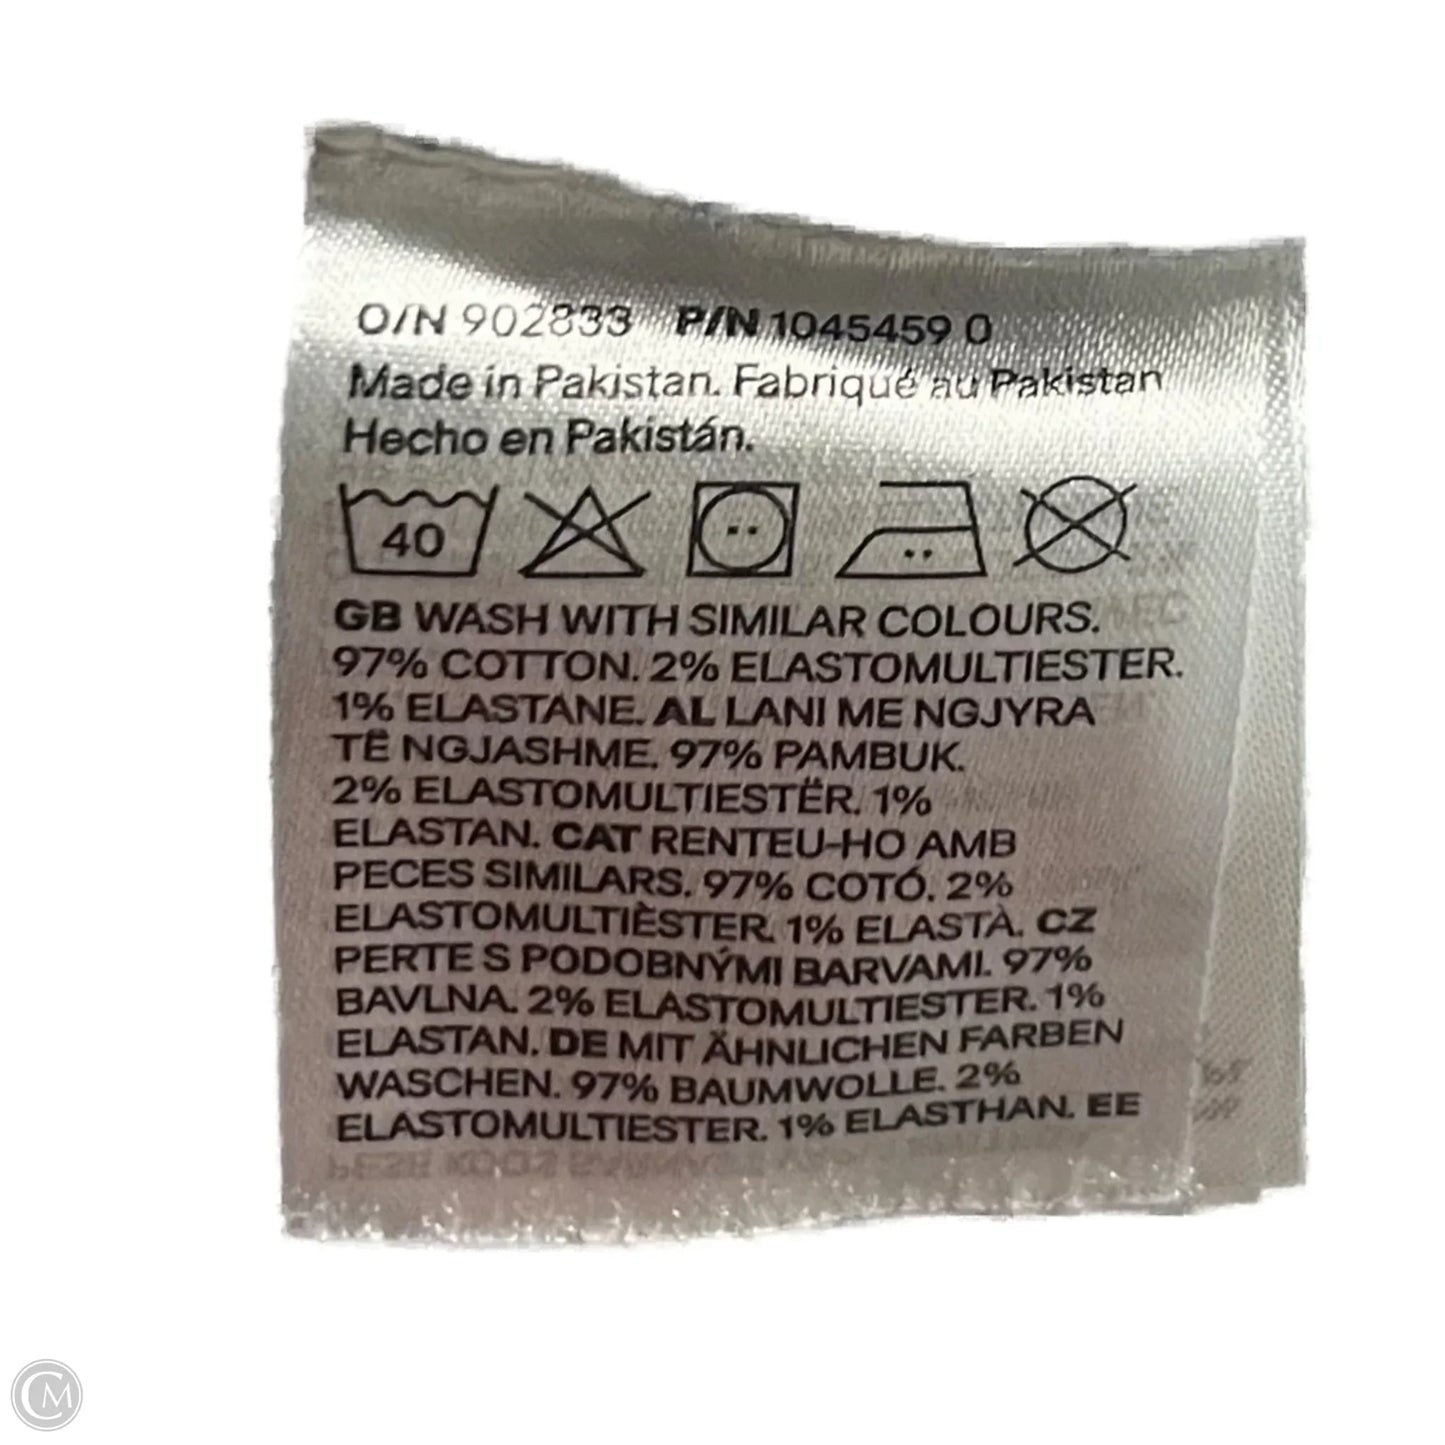 O/N 902833 P/N 1045459 0
Made in Pakistan. Fabriqué au Pakistan
Hecho en Pakistán.
40
GB WASH WITH SIMILAR COLOURS.
97% COTTON. 2% ELASTOMULTIESTER.
1% ELASTANE. AL LANI ME NGJYRA
TË NGJASHME. 97% PAMBUK.
2% ELASTOMULTIESTËR. 1%
ELASTAN. CAT RENTEU-HO AMB
PECES SIMILARS. 97% COTÓ. 2%
ELASTOMULTIÈSTER. 1% ELASTÀ. CZ
PERTE S PODOBNÝMI BARVAMI. 97%
BAVLNA. 2% ELASTOMULTIESTER. 1%
ELASTAN. DE MIT ÄHNLICHEN FARBEN
WASCHEN. 97% BAUMWOLLE. 2%
ELASTOMULTIESTER. 1% ELASTHAN. EE
CM